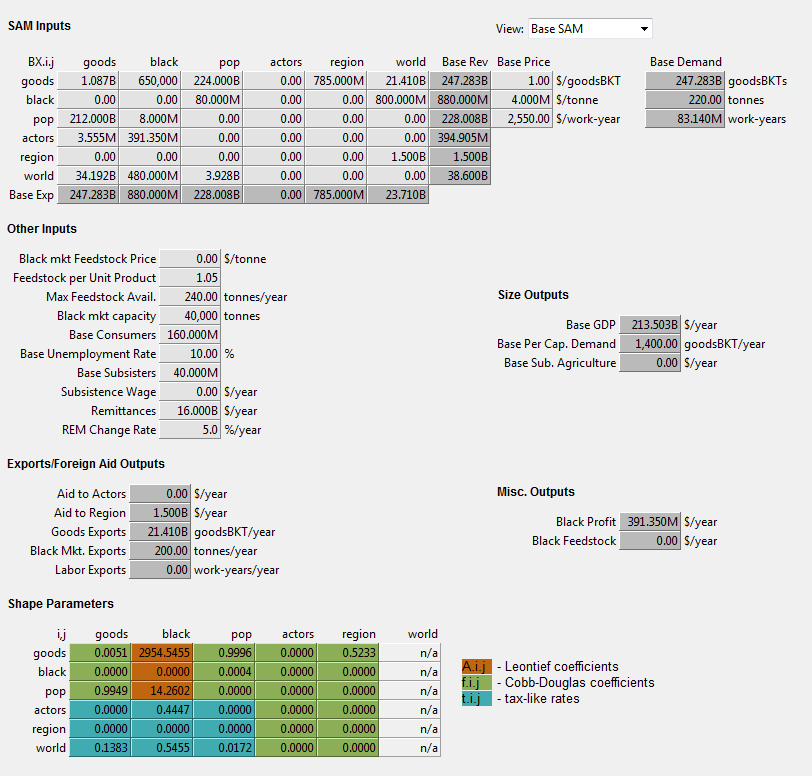 SAM Inputs
View: Base SAM
BX.i.j goods black pop actors region world Base Rev Base Price Base Demand
goods 1.087B 650,000 224.000B 0.00 785.000M 21.410B 247.283B 1.00 $/goodsBKT 247.283B goodsBKTs
black 0.00 0.00 80.000M 0.00 0.00 800.000M 880.000M 4.000M $/tonne 220.00 tonnes
pop 212.000B 8.000M 0.00 0.00 0.00 0.00 228.008B 2,550.00 $/work-year 83.140M work-years
actors 3.555M 391.350M 0.00 0.00 0.00 0.00 394.905M
region 0.00 0.00 0.00 0.00 0.00 1.500B 1.500B
world 34.192B 480.000M 3.928B 0.00 0.00 0.00 38.600B
Base Exp 247.283B 880.000M 228.008B 0.00 785.000M 23.710B
Other Inputs
Black mkt Feedstock Price 0.00 $/tonne
Feedstock per Unit Product 1.05
Max Feedstock Avail. 240.00 tonnes/year
Black mkt capacity 40,000 tonnes
Base Consumers 160.000M
Base Unemployment Rate 10.00 %
Base Subsisters 40.000M
Subsistence Wage 0.00 $/year
Remittances 16.000B $/year
REM Change Rate 5.0 %/year
Size Outputs
Base GDP 213.503B $/year
Base Per Cap. Demand 1,400.00 goodsBKT/year
Base Sub. Agriculture 0.00 $/year
Exports/Foreign Aid Outputs
Aid to Actors 0.00 $/year
Aid to Region 1.500B $/year
Goods Exports 21.410B goodsBKT/year
Black Mkt. Exports 200.00 tonnes/year
Labor Exports 0.00 work-years/year
Misc. Outputs
Black Profit 391.350M $/year
Black Feedstock 0.00 $/year
Shape Parameters
i,j goods black pop actors region world
goods 0.0051 2954.5455 0.9996 0.0000 0.5233 n/a
black 0.0000 0.0000 0.0004 0.0000 0.0000 n/a
pop 0.9949 14.2602 0.0000 0.0000 0.0000 n/a
actors 0.0000 0.4447 0.0000 0.0000 0.0000 n/a
region 0.0000 0.0000 0.0000 0.0000 0.0000 n/a
world 0.1383 0.5455 0.0172 0.0000 0.0000 n/a
A.i.j - Leontief coefficients
f.i.j - Cobb-Douglas coefficients
t.i.j - tax-like rates